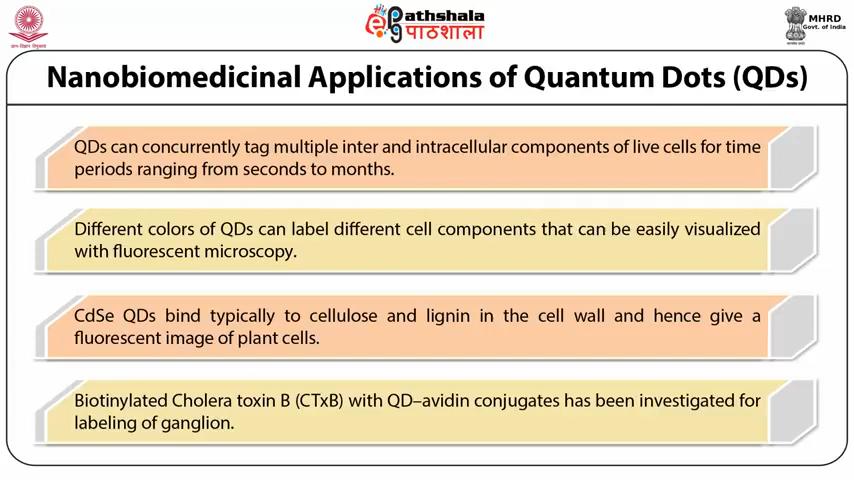 Pathshala
पाठशाला
MHRD
Govt. of India
Nanobiomedicinal Applications of Quantum Dots (QDs)
QDs can concurrently tag multiple inter and intracellular components of live cells for time
periods ranging from seconds to months.
Different colors of QDs can label different cell components that can be easily visualized
with fluorescent microscopy.
CdSe QDs bind typically to cellulose and lignin in the cell wall and hence give a
fluorescent image of plant cells.
Biotinylated Cholera toxin B (CTxB) with QD–avidin conjugates has been investigated for
labeling of ganglion.